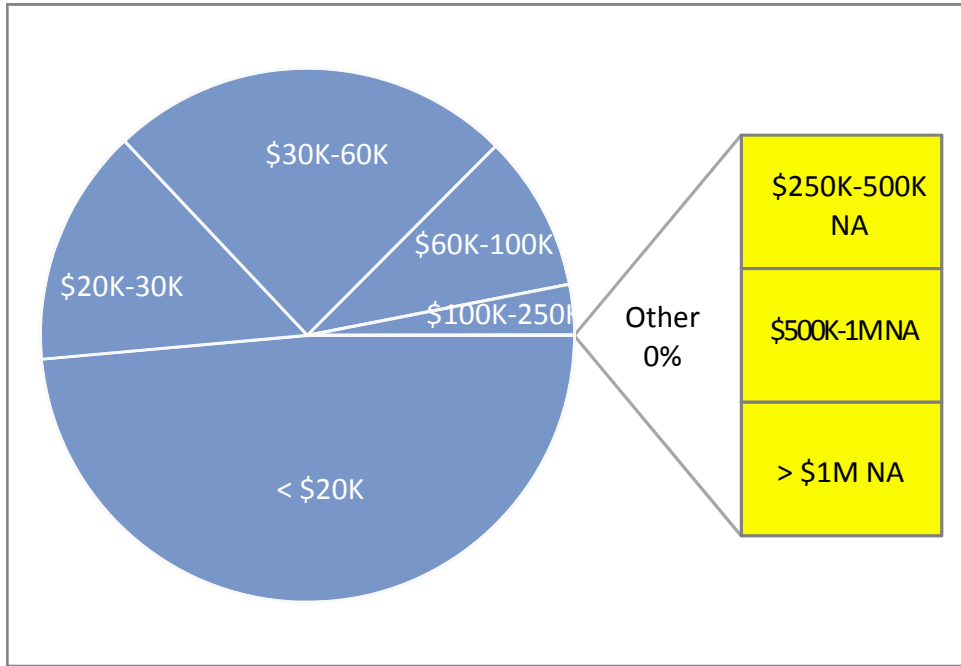 $30K-60K
$60K-100K
$20K-30K
$100K-250K
< $20K
Other
0%
$250K-500K
NA
$500K-1MNA
> $1M NA